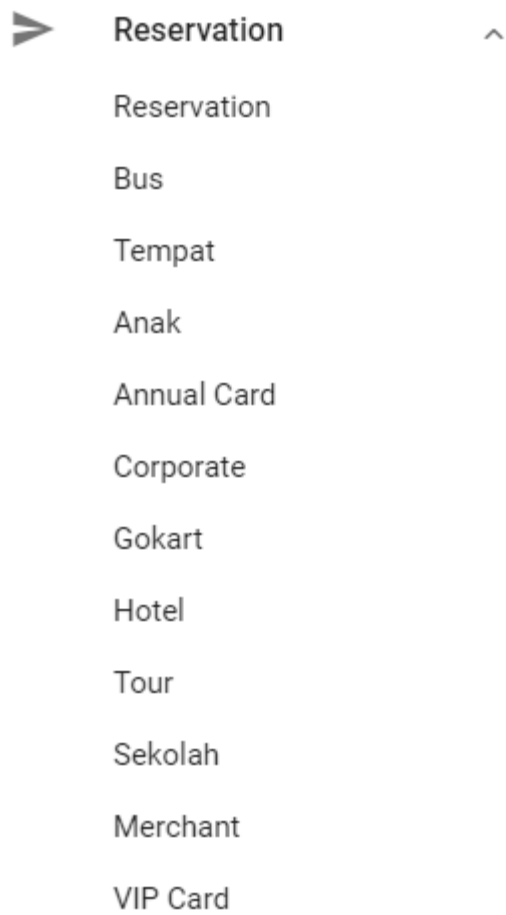 Reservation
Reservation
Bus
Tempat
Anak
Annual Card
Corporate
Gokart
Hotel
Tour
Sekolah
Merchant
VIP Card